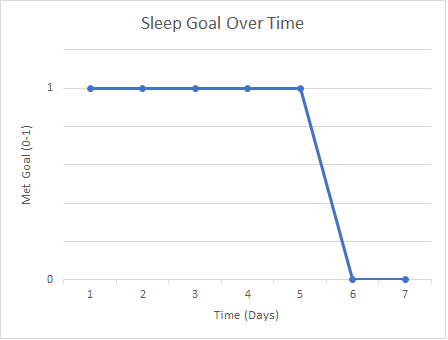 Sleep Goal Over Time
1
0
Met Goal (0-1)
1 2 3 4 5 6 7
Time (Days)